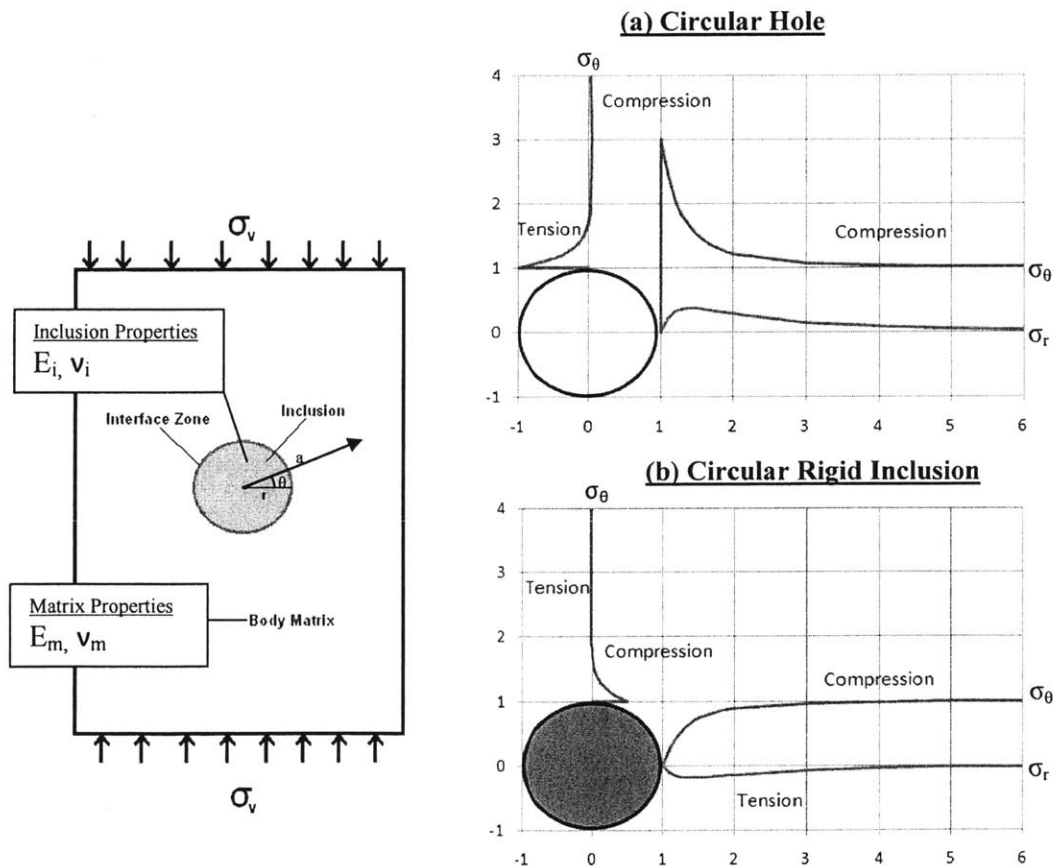 σᵥ
Inclusion Properties
Eᵢ, νᵢ
Interface Zone
Inclusion
a
θ
r
Matrix Properties
Eₘ, νₘ
Body Matrix
σᵥ
(a) Circular Hole
σθ
4
Compression
3
2
Tension
Compression
1
σθ
0
σr
-1
-1 0 1 2 3 4 5 6
(b) Circular Rigid Inclusion
σθ
4
3
Tension
2
Compression
Compression
1
σθ
0
σr
Tension
-1
-1 0 1 2 3 4 5 6